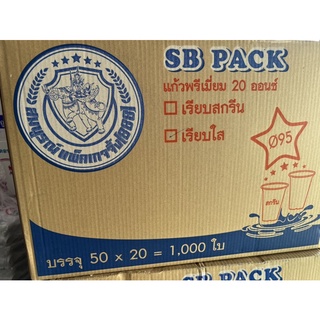 SB PACK
แก้วพรีเมี่ยม 20 ออนซ์
เรียบสกรีน
เรียบใส
Ø95
สกรีน
บรรจุ 50 x 20 = 1,000 ใบ
SB PACK